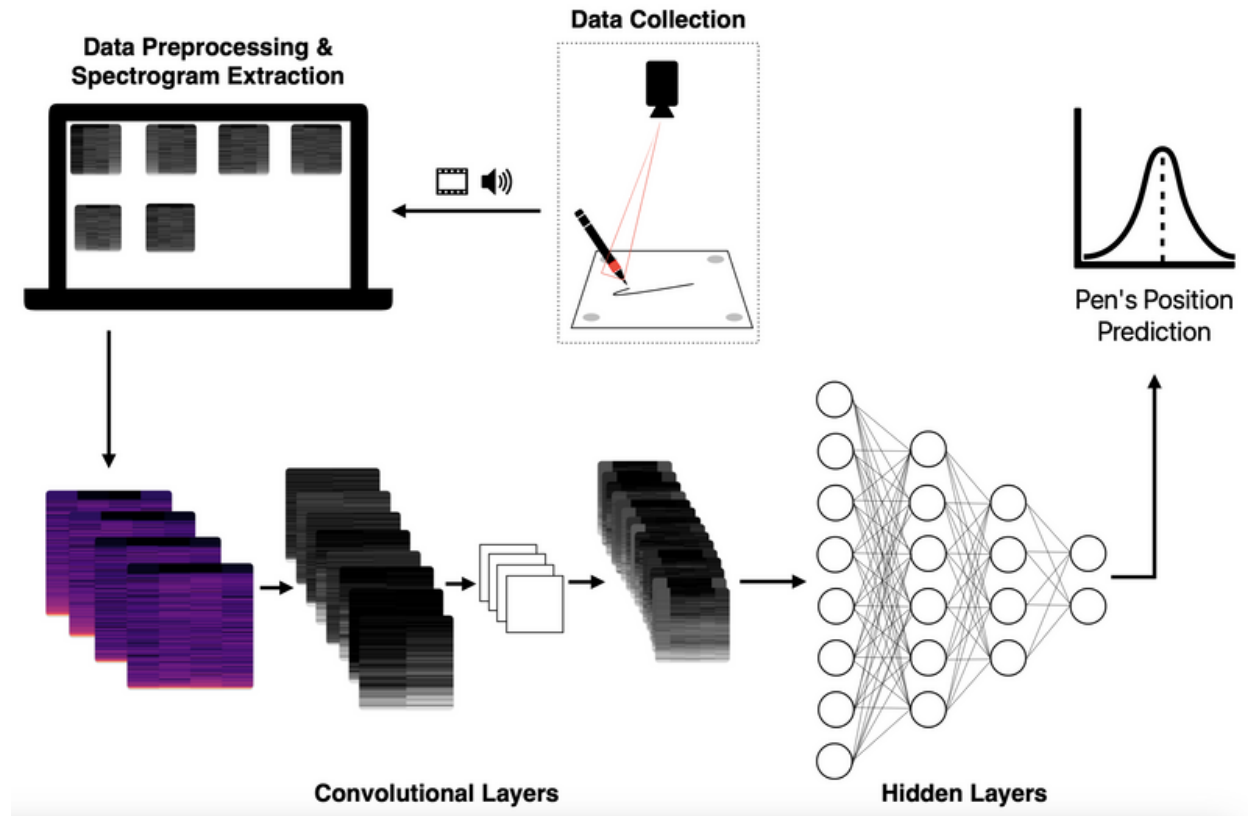 Data Collection
Data Preprocessing &
Spectrogram Extraction
Pen's Position
Prediction
Convolutional Layers
Hidden Layers